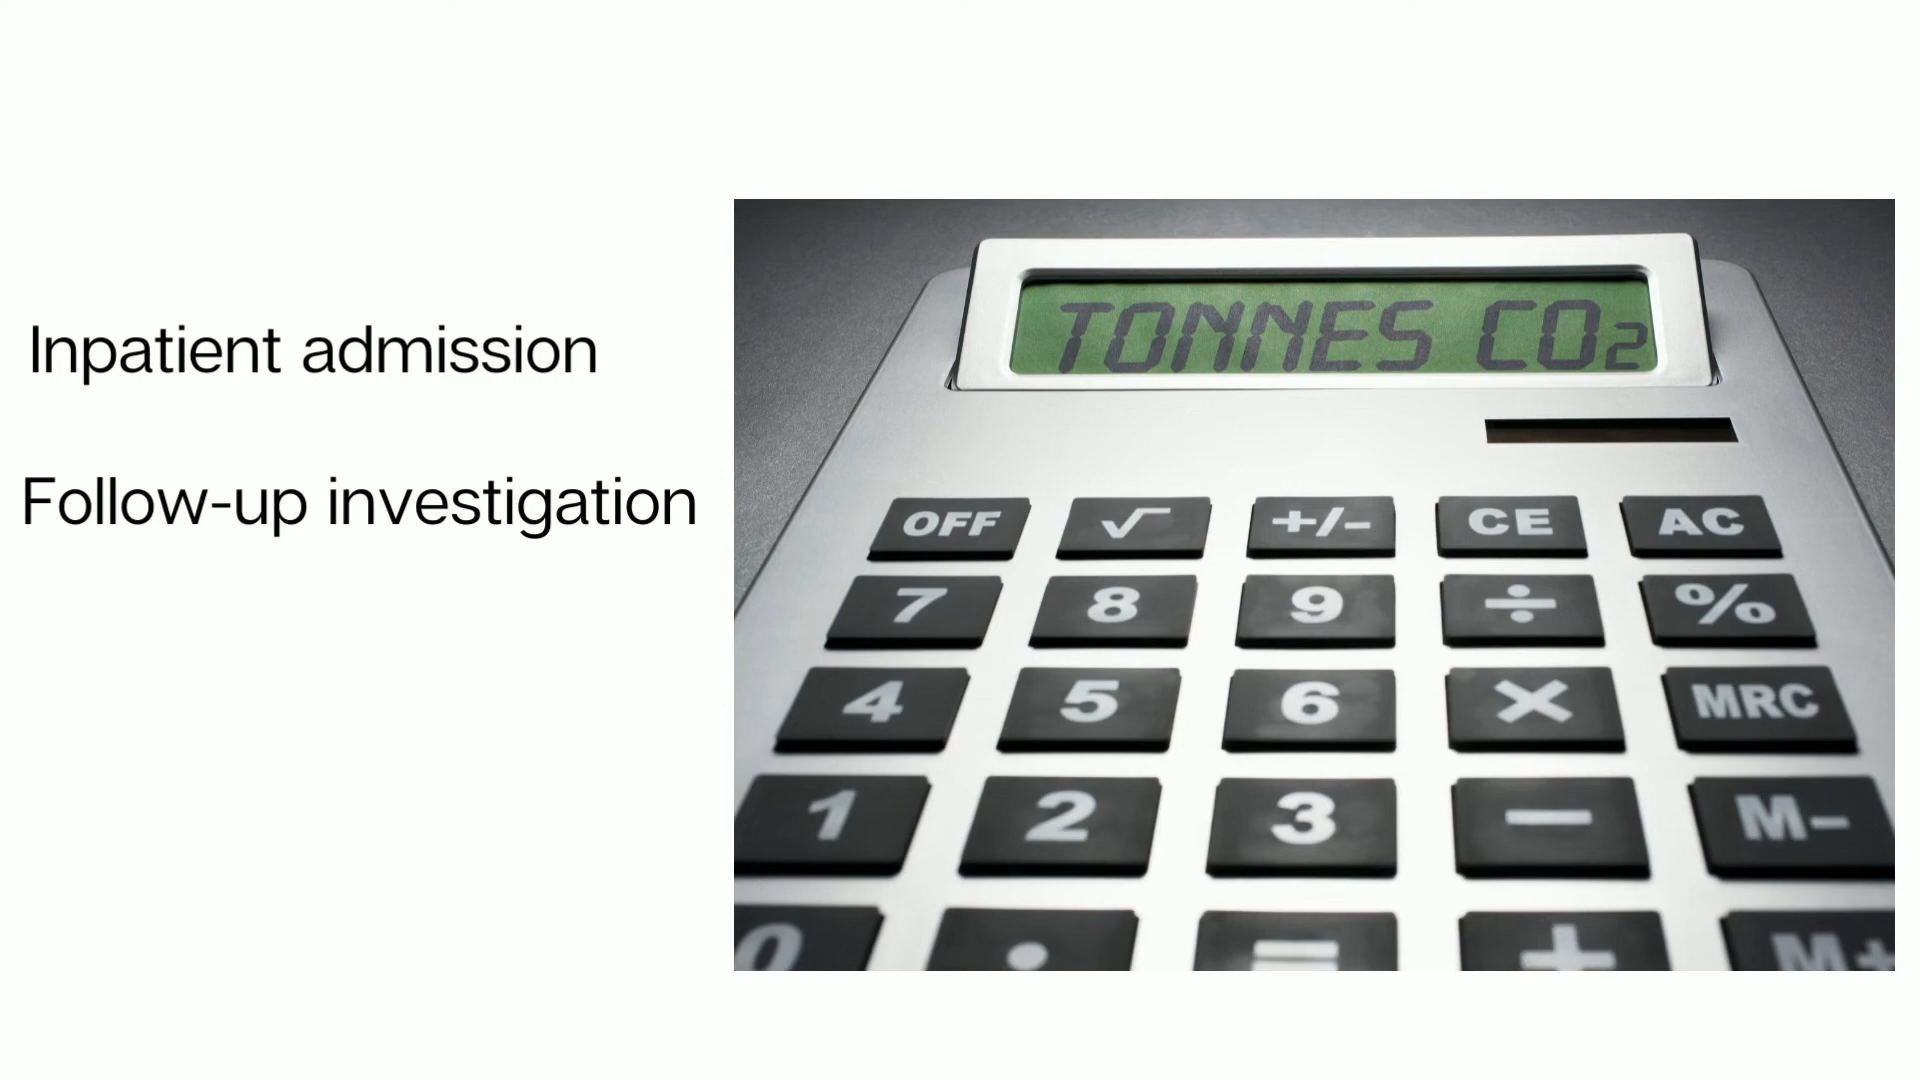 Inpatient admission
Follow-up investigation
TONNES CO₂
OFF √ +/- CE AC
7 8 9 ÷ %
4 5 6 × MRC
1 2 3 − M−
0 . = + M+